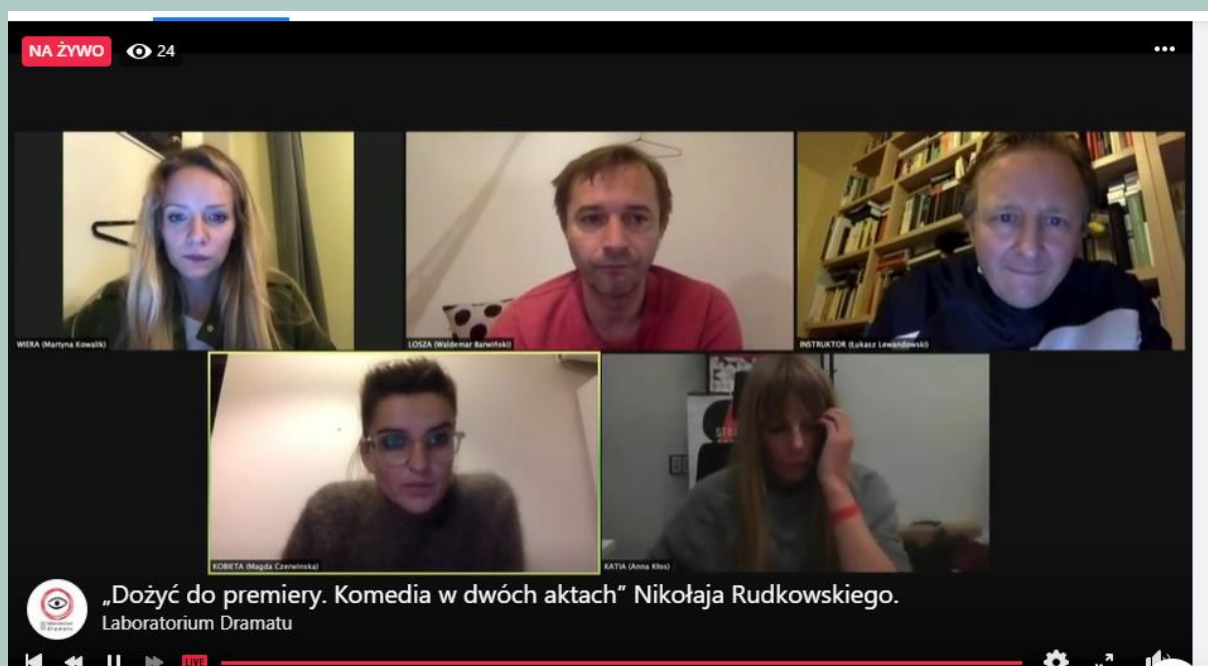 NA ŻYWO 24
WIERA (Martyna Kowalik)
LOSZA (Waldemar Barwiński)
INSTRUKTOR (Łukasz Lewandowski)
KOBIETA (Magda Czerwińska)
KATIA (Anna Kłos)
„Dożyć do premiery. Komedia w dwóch aktach” Nikołaja Rudkowskiego.
Laboratorium Dramatu
LIVE